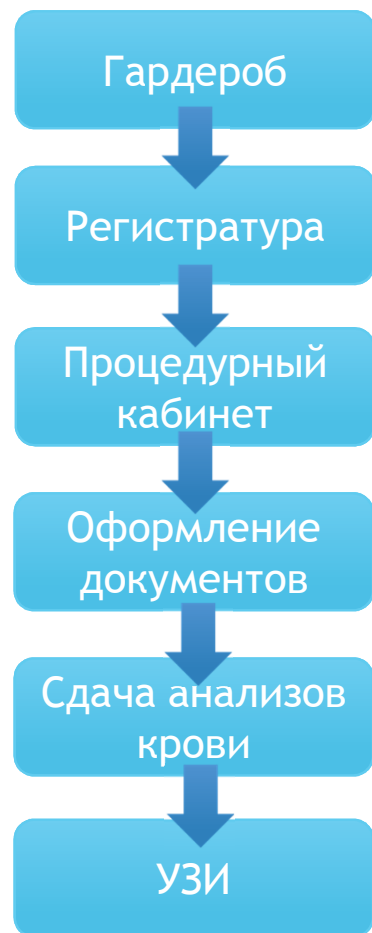 Гардероб
Регистратура
Процедурный
кабинет
Оформление
документов
Сдача анализов
крови
УЗИ